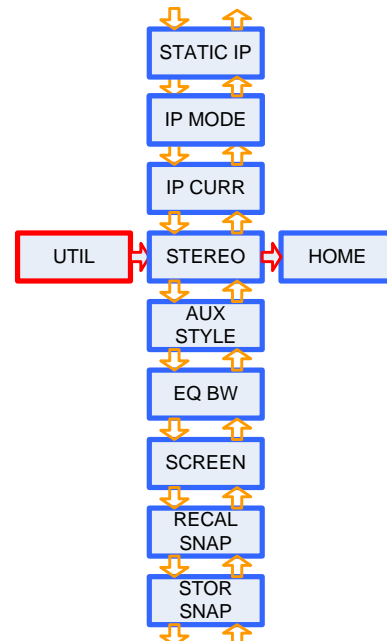 STATIC IP
IP MODE
IP CURR
UTIL
STEREO
HOME
AUX
STYLE
EQ BW
SCREEN
RECAL
SNAP
STOR
SNAP